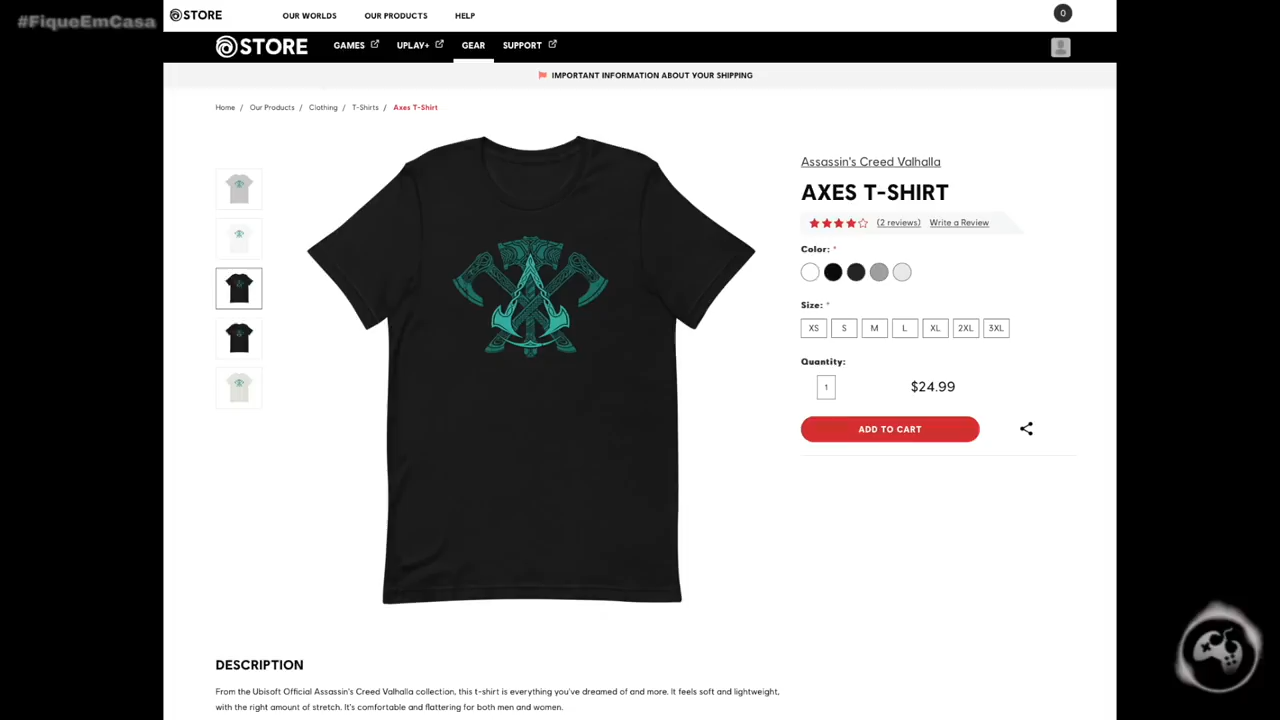 #FiqueEmCasa
STORE OUR WORLDS OUR PRODUCTS HELP 0
STORE GAMES UPLAY+ GEAR SUPPORT
IMPORTANT INFORMATION ABOUT YOUR SHIPPING
Home / Our Products / Clothing / T-Shirts / Axes T-Shirt
Assassin's Creed Valhalla
AXES T-SHIRT
(2 reviews) Write a Review
Color: *
Size: *
XS S M L XL 2XL 3XL
Quantity:
1 $24.99
ADD TO CART
DESCRIPTION
From the Ubisoft Official Assassin's Creed Valhalla collection, this t-shirt is everything you've dreamed of and more. It feels soft and lightweight,
with the right amount of stretch. It's comfortable and flattering for both men and women.